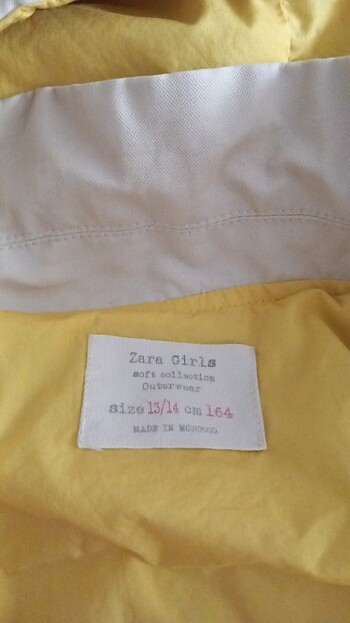 Zara Girls
soft collection
Outerwear
size 13/14 cm 164
MADE IN MOROCCO